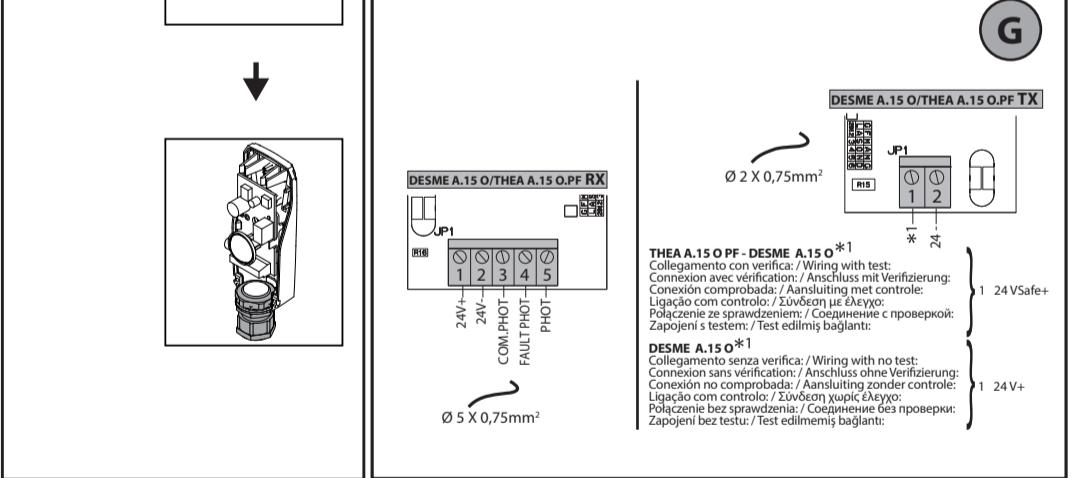 G
DESME A.15 O/THEA A.15 O.PF RX
JP1
R16
1 2 3 4 5
24V+
24V-
COM.PHOT
FAULT PHOT
PHOT
Ø 5 X 0,75mm²
DESME A.15 O/THEA A.15 O.PF TX
Ø 2 X 0,75mm²
JP1
R15
1 2
*1
24 -
THEA A.15 O PF - DESME A.15 O*1
Collegamento con verifica: / Wiring with test:
Connexion avec vérification: / Anschluss mit Verifizierung:
Conexión comprobada: / Aansluiting met controle:
Ligação com controlo: / Σύνδεση με έλεγχο:
Połączenie ze sprawdzeniem: / Соединение с проверкой:
Zapojení s testem: / Test edilmiş bağlantı:
1 24 VSafe+
DESME A.15 O*1
Collegamento senza verifica: / Wiring with no test:
Connexion sans vérification: / Anschluss ohne Verifizierung:
Conexión no comprobada: / Aansluiting zonder controle:
Ligação com controlo: / Σύνδεση χωρίς έλεγχο:
Połączenie bez sprawdzenia: / Соединение без проверки:
Zapojení bez testu: / Test edilmemiş bağlantı:
1 24 V+